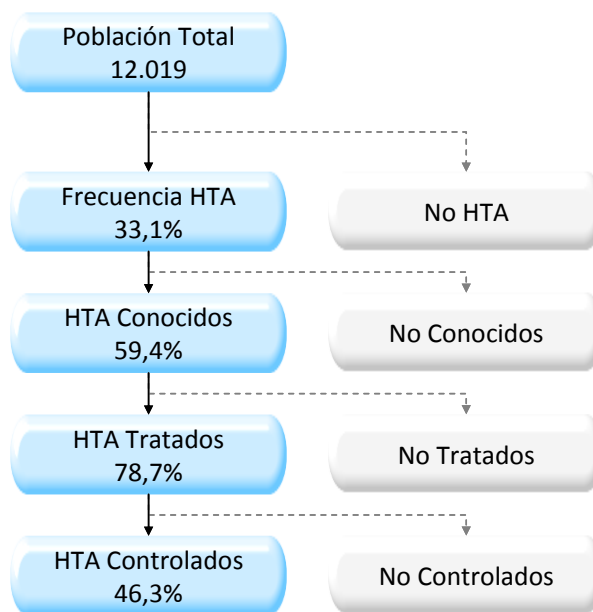 Población Total
12.019
Frecuencia HTA
33,1%
No HTA
HTA Conocidos
59,4%
No Conocidos
HTA Tratados
78,7%
No Tratados
HTA Controlados
46,3%
No Controlados